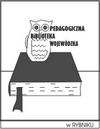 PEDAGOGICZNA
BIBLIOTEKA
WOJEWÓDZKA
w RYBNIKU